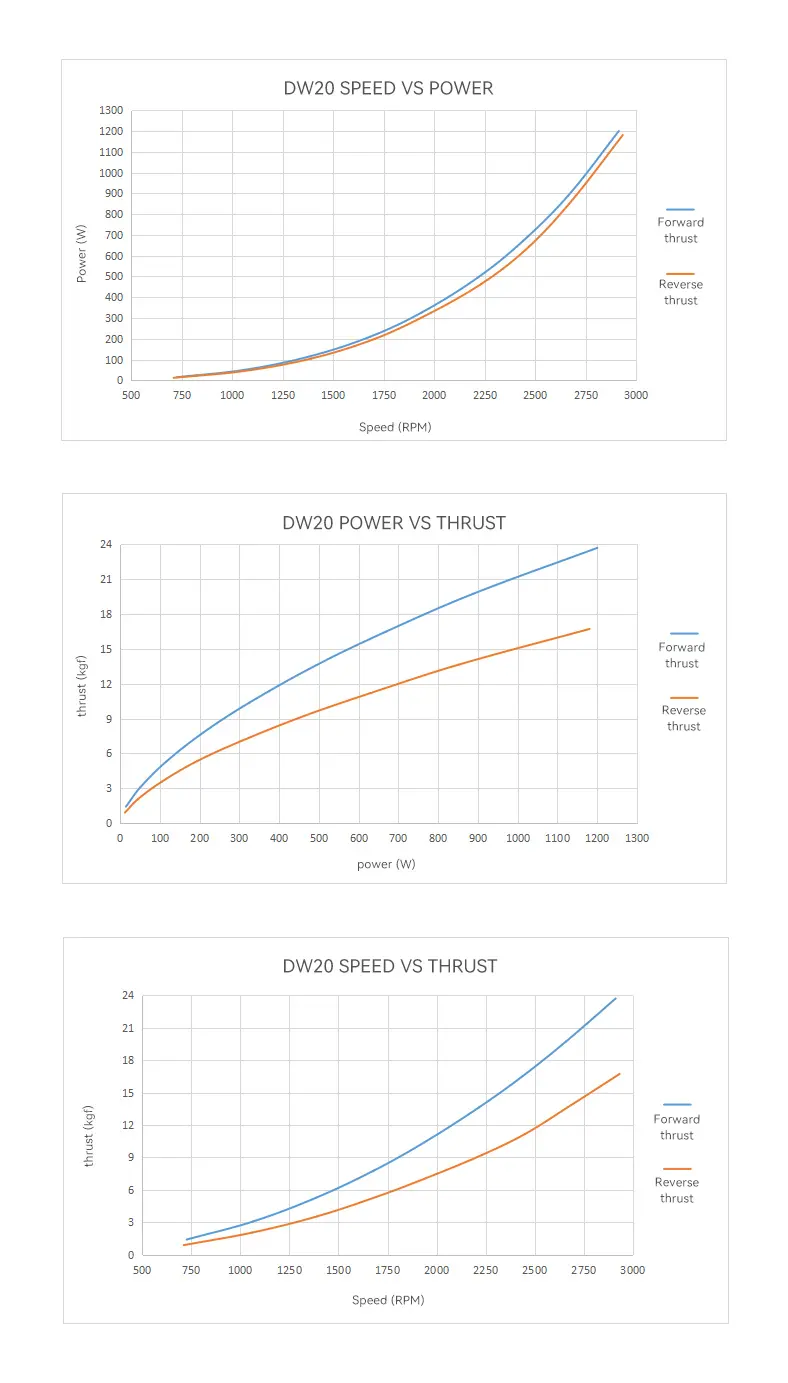 DW20 SPEED VS POWER
1300
1200
1100
1000
900
800
700
600
500
400
300
200
100
0
Power (W)
500 750 1000 1250 1500 1750 2000 2250 2500 2750 3000
Speed (RPM)
Forward
thrust
Reverse
thrust
DW20 POWER VS THRUST
24
21
18
15
12
9
6
3
0
thrust (kgf)
0 100 200 300 400 500 600 700 800 900 1000 1100 1200 1300
power (W)
Forward
thrust
Reverse
thrust
DW20 SPEED VS THRUST
24
21
18
15
12
9
6
3
0
thrust (kgf)
500 750 1000 1250 1500 1750 2000 2250 2500 2750 3000
Speed (RPM)
Forward
thrust
Reverse
thrust